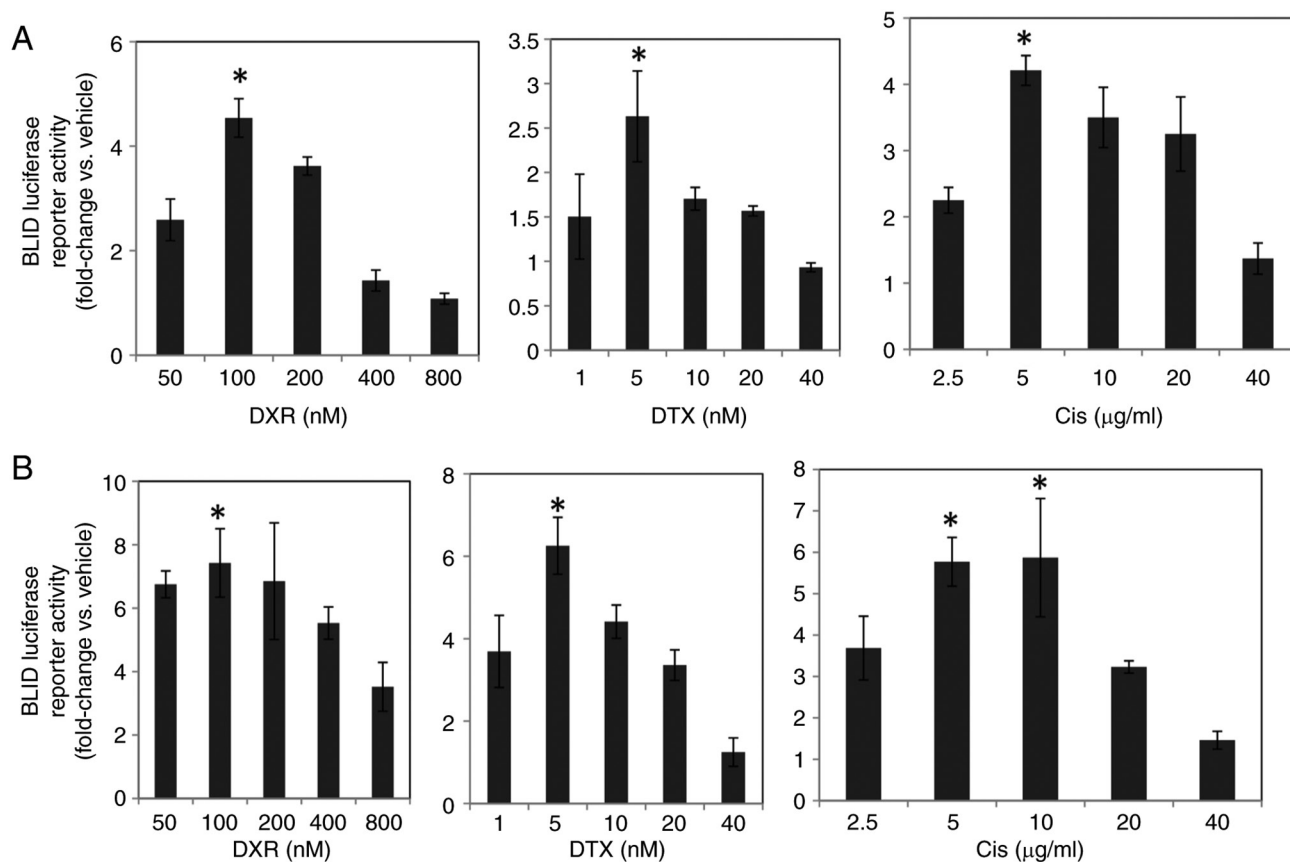 A
BLID luciferase
reporter activity
(fold-change vs. vehicle)
6
4
2
0
*
50 100 200 400 800
DXR (nM)
3.5
3
2.5
2
1.5
1
0.5
0
*
1 5 10 20 40
DTX (nM)
5
4
3
2
1
0
*
2.5 5 10 20 40
Cis (μg/ml)
B
BLID luciferase
reporter activity
(fold-change vs. vehicle)
10
8
6
4
2
0
*
50 100 200 400 800
DXR (nM)
8
6
4
2
0
*
1 5 10 20 40
DTX (nM)
8
7
6
5
4
3
2
1
0
* *
2.5 5 10 20 40
Cis (μg/ml)